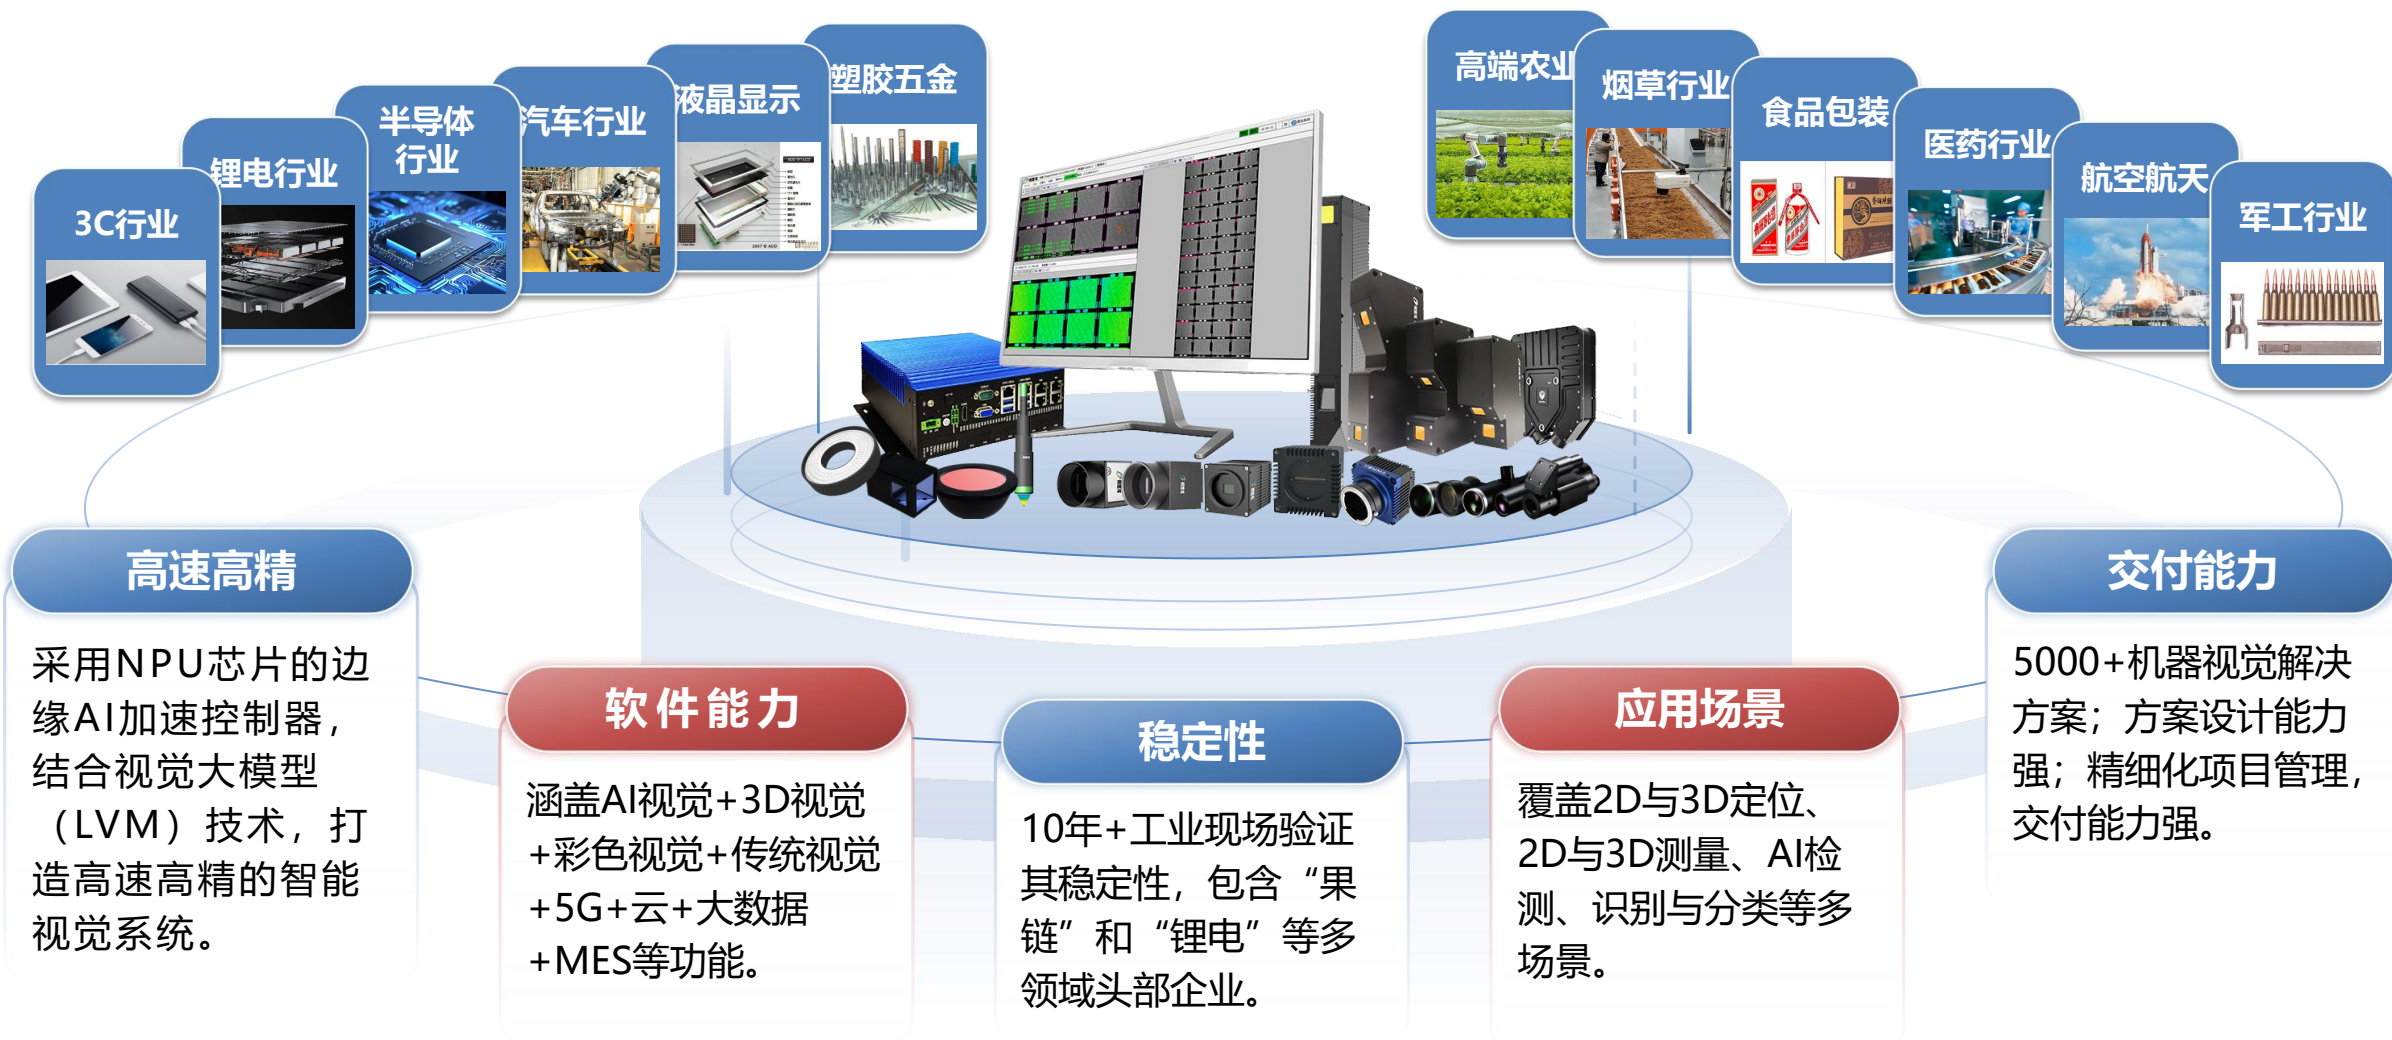 3C行业
锂电行业
半导体
行业
汽车行业
液晶显示
塑胶五金
高端农业
烟草行业
食品包装
医药行业
航空航天
军工行业
2007 © AUO
高速高精
采用NPU芯片的边
缘AI加速控制器，
结合视觉大模型
（LVM）技术，打
造高速高精的智能
视觉系统。
软件能力
涵盖AI视觉+3D视觉
+彩色视觉+传统视觉
+5G+云+大数据
+MES等功能。
稳定性
10年+工业现场验证
其稳定性，包含“果
链”和“锂电”等多
领域头部企业。
应用场景
覆盖2D与3D定位、
2D与3D测量、AI检
测、识别与分类等多
场景。
交付能力
5000+机器视觉解决
方案；方案设计能力
强；精细化项目管理，
交付能力强。